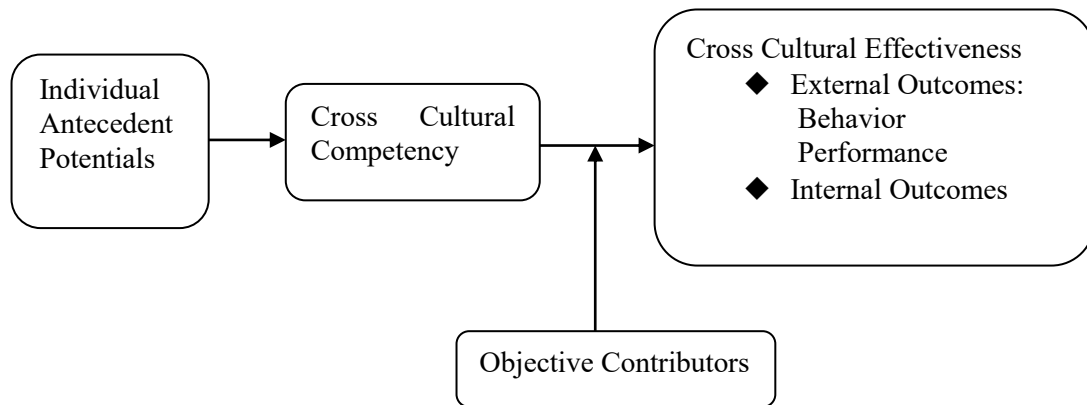 Individual
Antecedent
Potentials
Cross Cultural
Competency
Cross Cultural Effectiveness
◆ External Outcomes:
Behavior
Performance
◆ Internal Outcomes
Objective Contributors